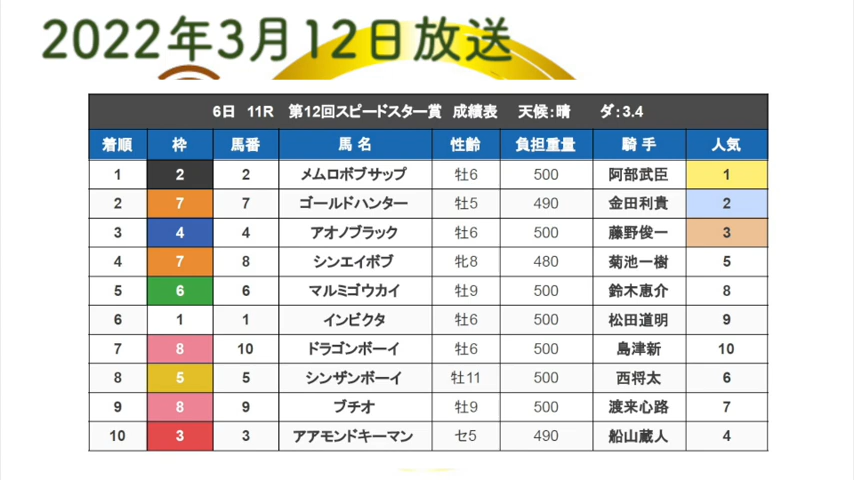 2022年3月12日放送
6日 11R 第12回スピードスター賞 成績表 天候:晴 ダ:3.4
着順 枠 馬番 馬名 性齢 負担重量 騎手 人気
1 2 2 メムロボブサップ 牡6 500 阿部武臣 1
2 7 7 ゴールドハンター 牡5 490 金田利貴 2
3 4 4 アオノブラック 牡6 500 藤野俊一 3
4 7 8 シンエイボブ 牝8 480 菊池一樹 5
5 6 6 マルミゴウカイ 牡9 500 鈴木恵介 8
6 1 1 インビクタ 牡6 500 松田道明 9
7 8 10 ドラゴンボーイ 牡6 500 島津新 10
8 5 5 シンザンボーイ 牡11 500 西将太 6
9 8 9 ブチオ 牡9 500 渡来心路 7
10 3 3 アアモンドキーマン セ5 490 船山蔵人 4